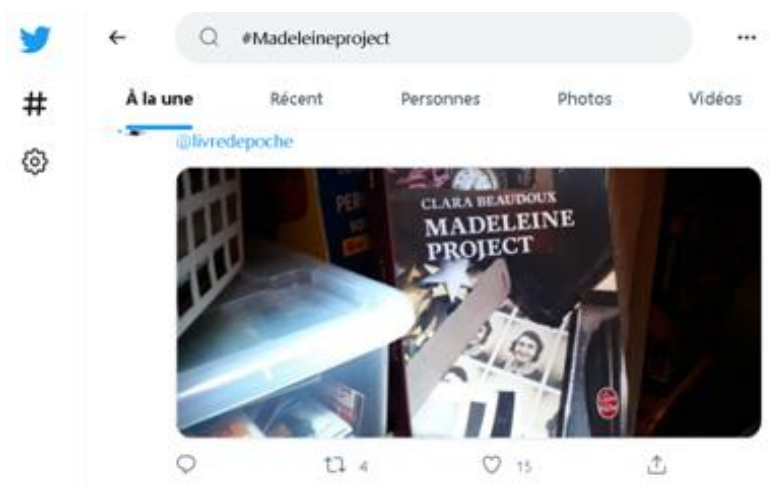 #Madeleineproject
À la une Récent Personnes Photos Vidéos
@livredepoche
CLARA BEAUDOUX
MADELEINE
PROJECT
4 15